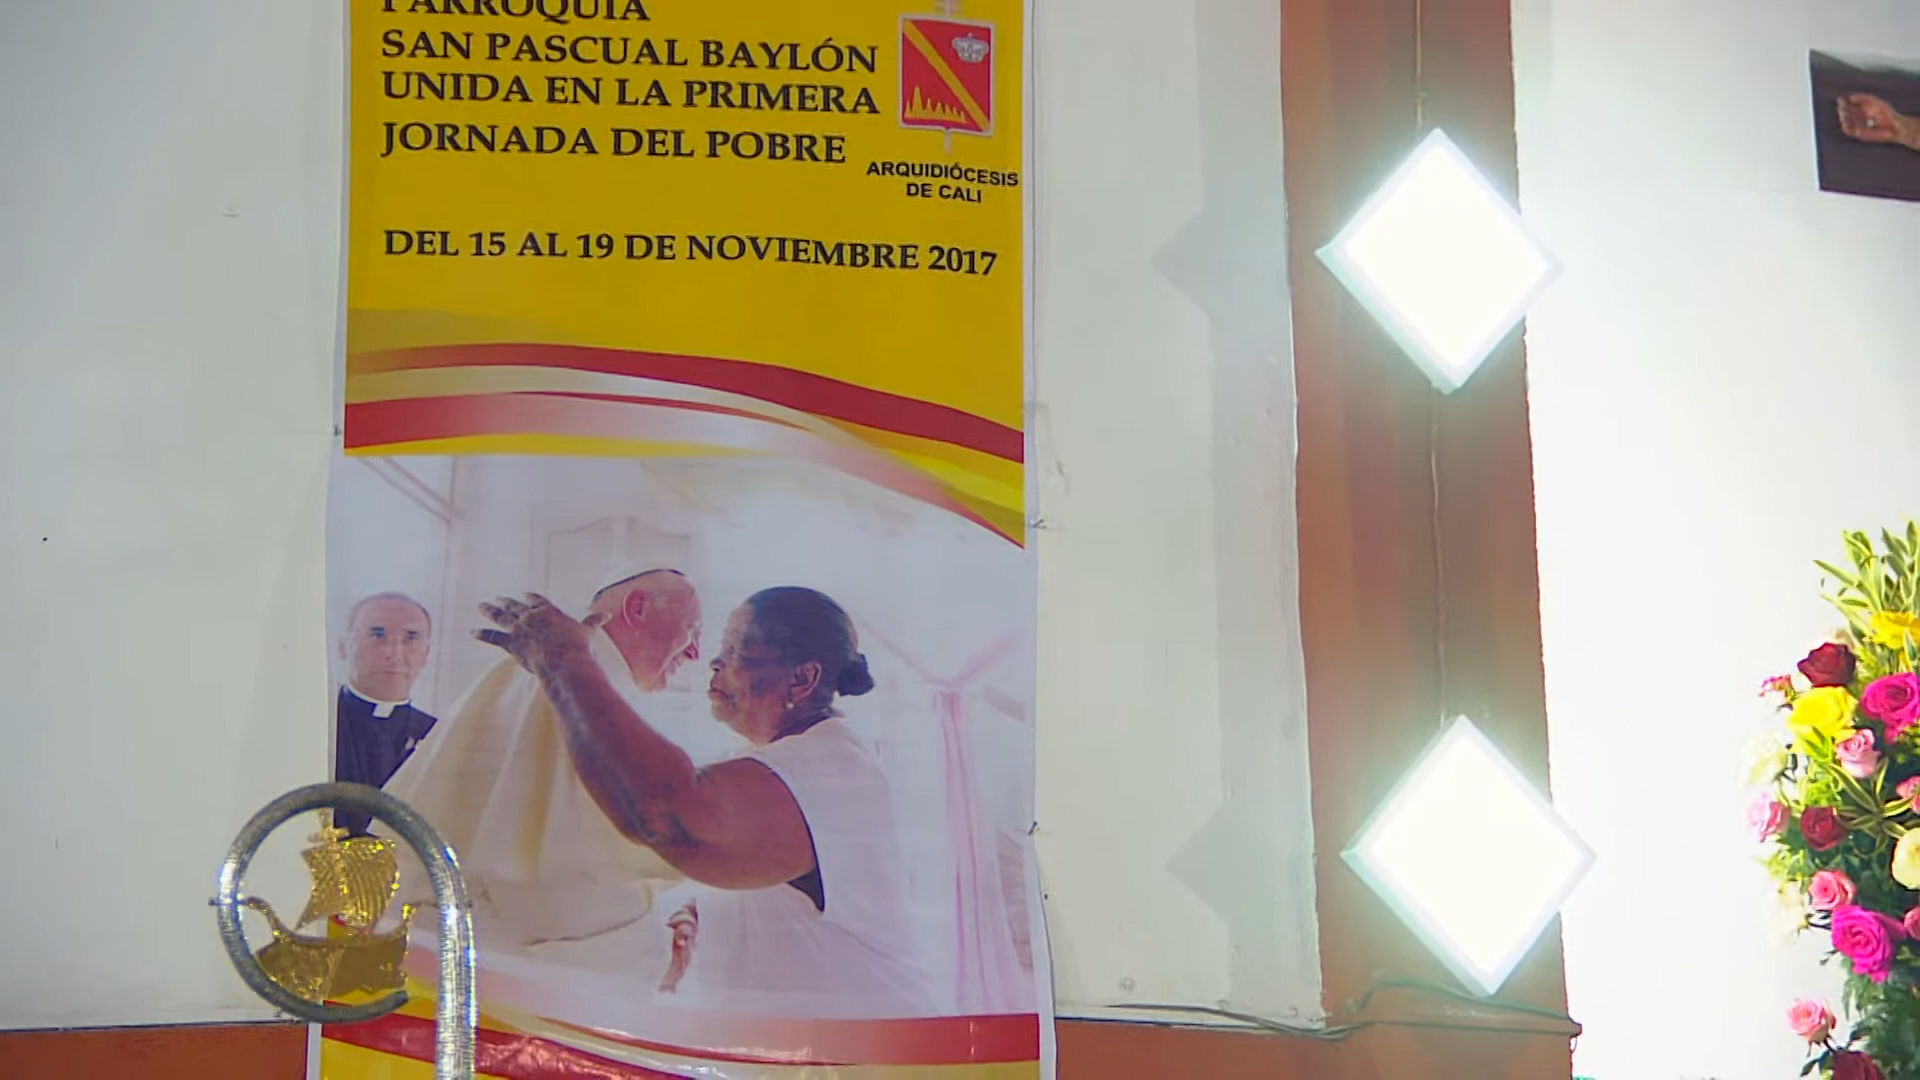 PARROQUIA
SAN PASCUAL BAYLÓN
UNIDA EN LA PRIMERA
JORNADA DEL POBRE
ARQUIDIÓCESIS
DE CALI
DEL 15 AL 19 DE NOVIEMBRE 2017